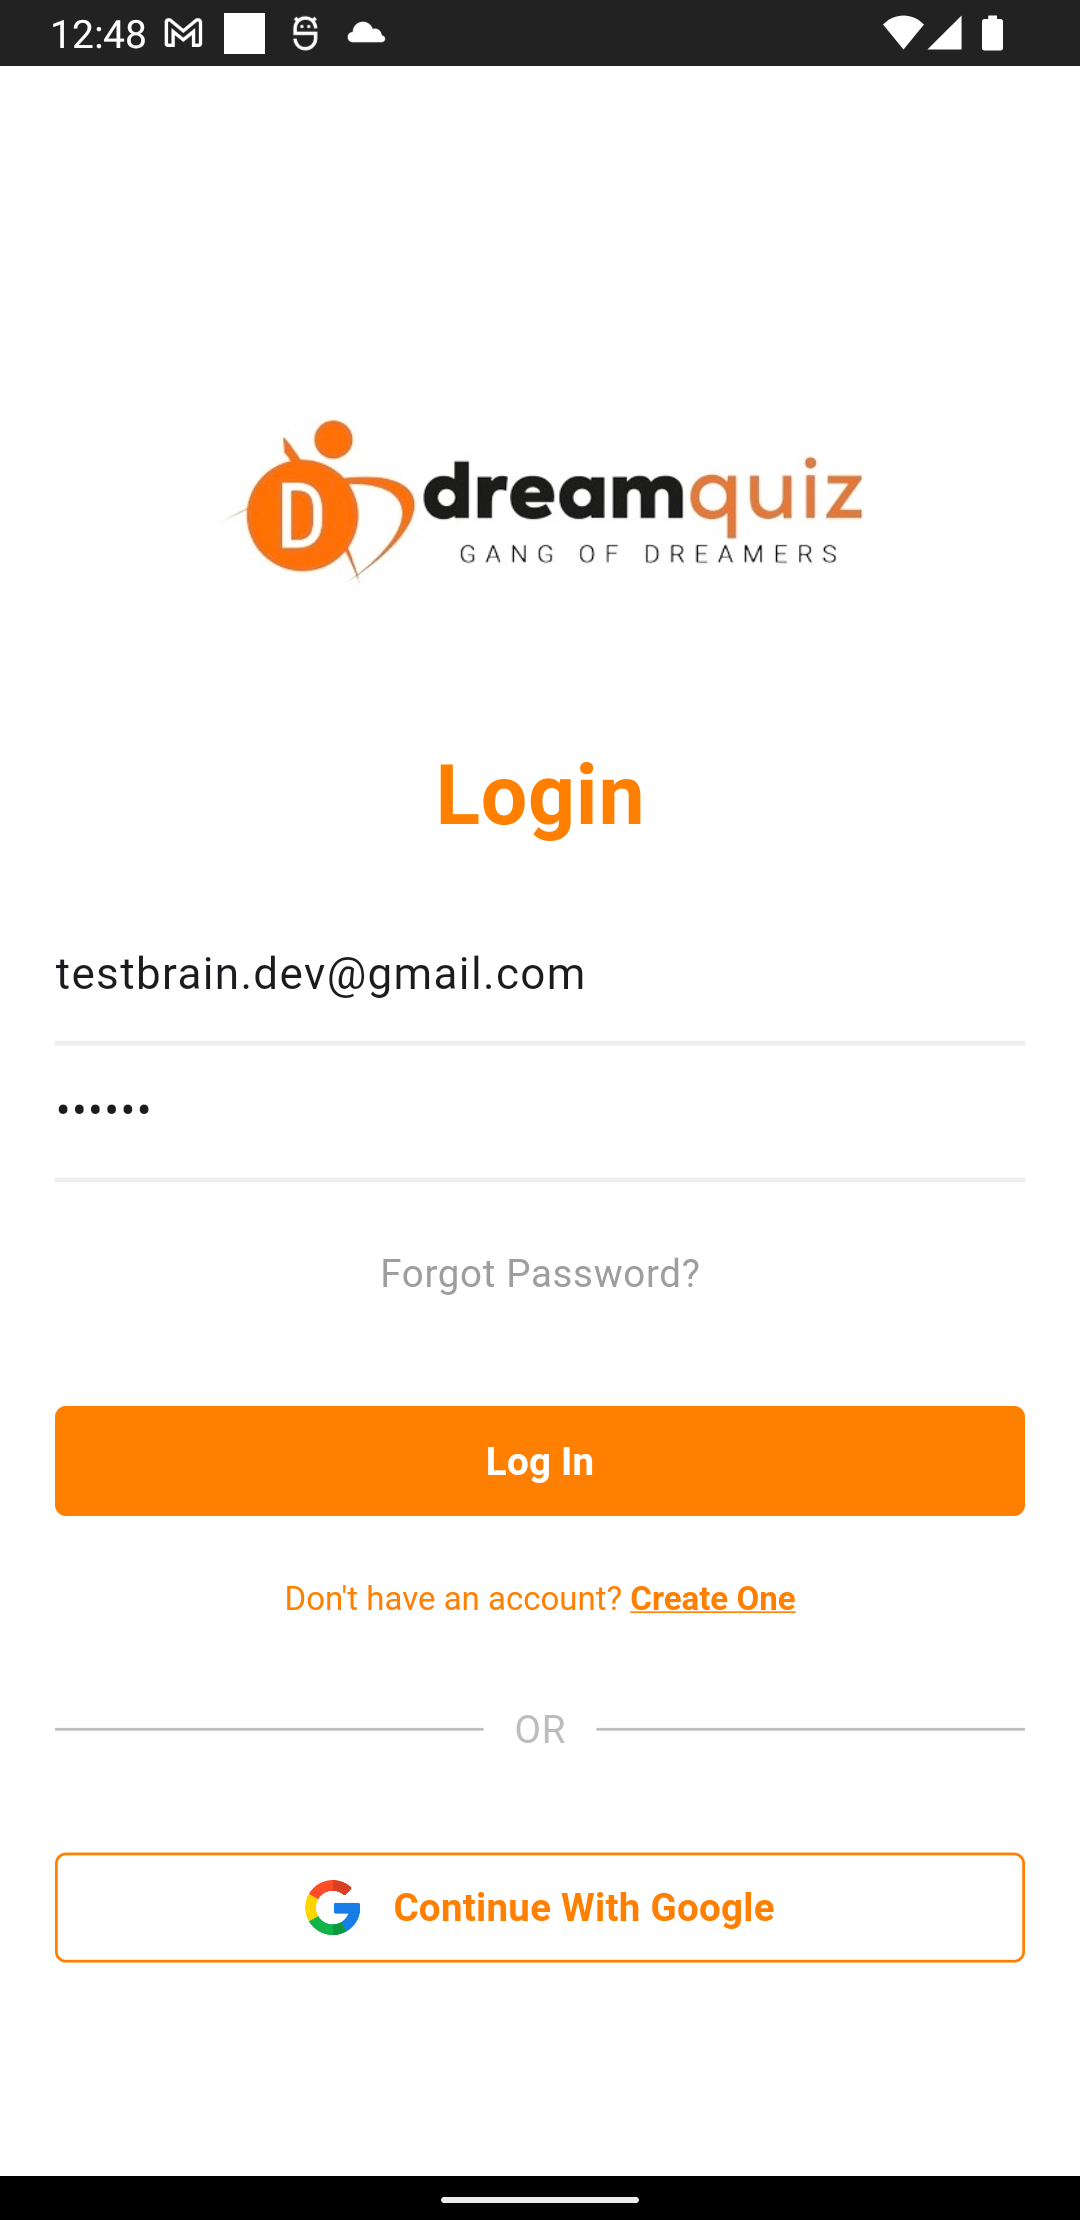 12:48
D
dreamquiz
GANG OF DREAMERS
Login
testbrain.dev@gmail.com
••••••
Forgot Password?
Log In
Don't have an account? Create One
OR
Continue With Google